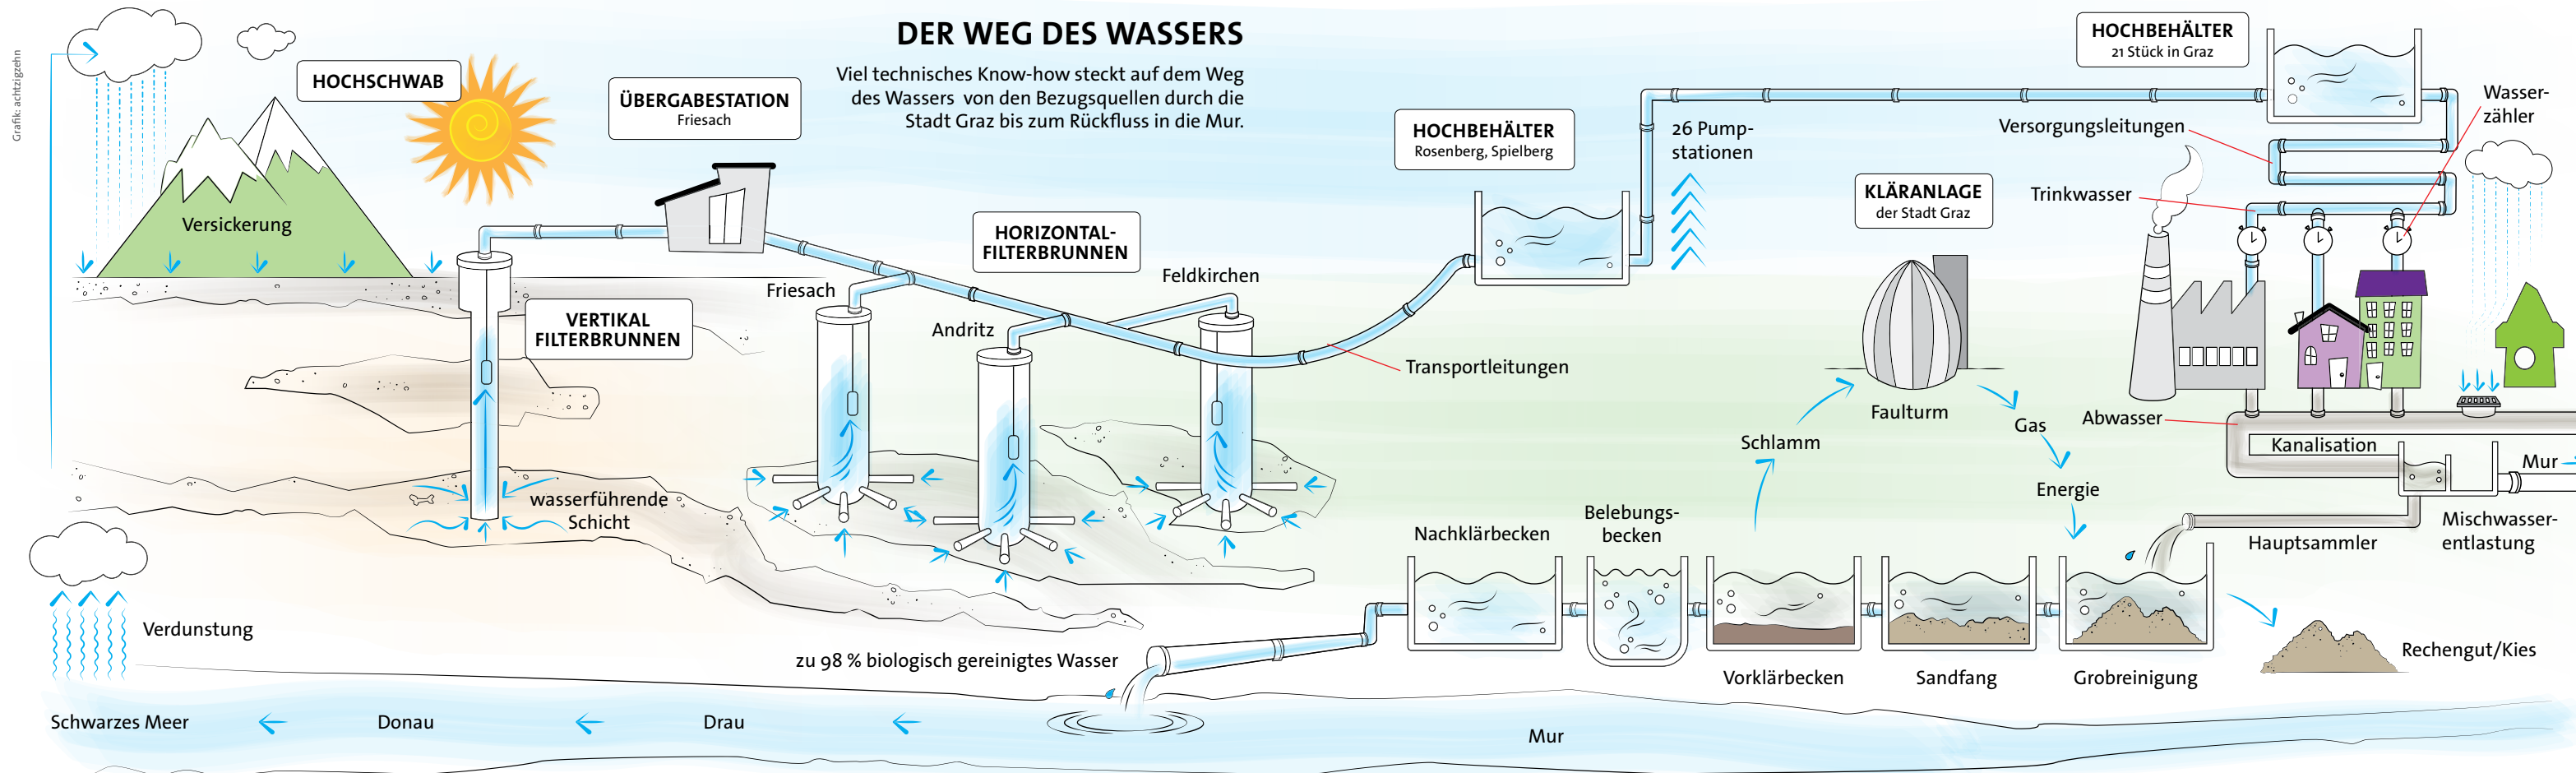 DER WEG DES WASSERS
Viel technisches Know-how steckt auf dem Weg
des Wassers von den Bezugsquellen durch die
Stadt Graz bis zum Rückfluss in die Mur.
Grafik: achtzigzehn
HOCHSCHWAB
Versickerung
ÜBERGABESTATION
Friesach
VERTIKAL
FILTERBRUNNEN
wasserführende
Schicht
HORIZONTAL-
FILTERBRUNNEN
Friesach
Andritz
Feldkirchen
Transportleitungen
HOCHBEHÄLTER
Rosenberg, Spielberg
26 Pump-
stationen
HOCHBEHÄLTER
21 Stück in Graz
Wasser-
zähler
Versorgungsleitungen
Trinkwasser
KLÄRANLAGE
der Stadt Graz
Faulturm
Schlamm
Gas
Energie
Abwasser
Kanalisation
Mur
Mischwasser-
entlastung
Hauptsammler
Nachklärbecken
Belebungs-
becken
Vorklärbecken
Sandfang
Grobreinigung
Rechengut/Kies
Verdunstung
zu 98 % biologisch gereinigtes Wasser
Schwarzes Meer
Donau
Drau
Mur